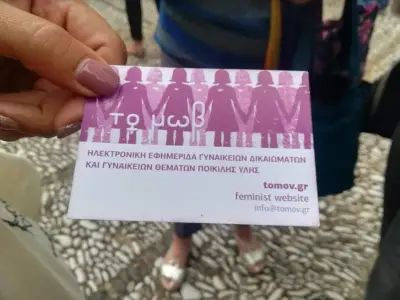 το μωβ
ΗΛΕΚΤΡΟΝΙΚΗ ΕΦΗΜΕΡΙΔΑ ΓΥΝΑΙΚΕΙΩΝ ΔΙΚΑΙΩΜΑΤΩΝ
ΚΑΙ ΓΥΝΑΙΚΕΙΩΝ ΘΕΜΑΤΩΝ ΠΟΙΚΙΛΗΣ ΥΛΗΣ
tomov.gr
feminist website
info@tomov.gr